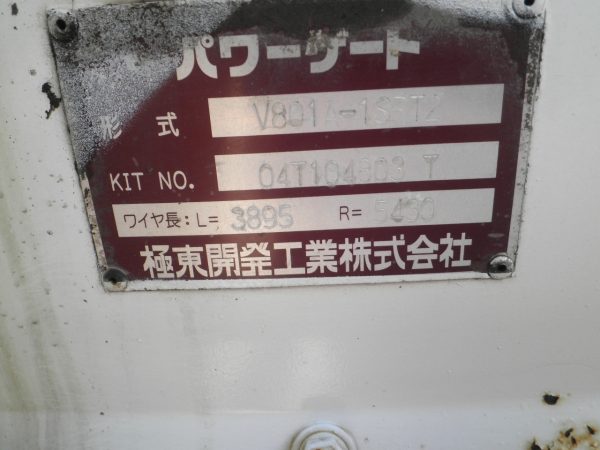 パワーゲート
形 式
KIT NO.
ワイヤ長:L= 3895 R=
極東開発工業株式会社